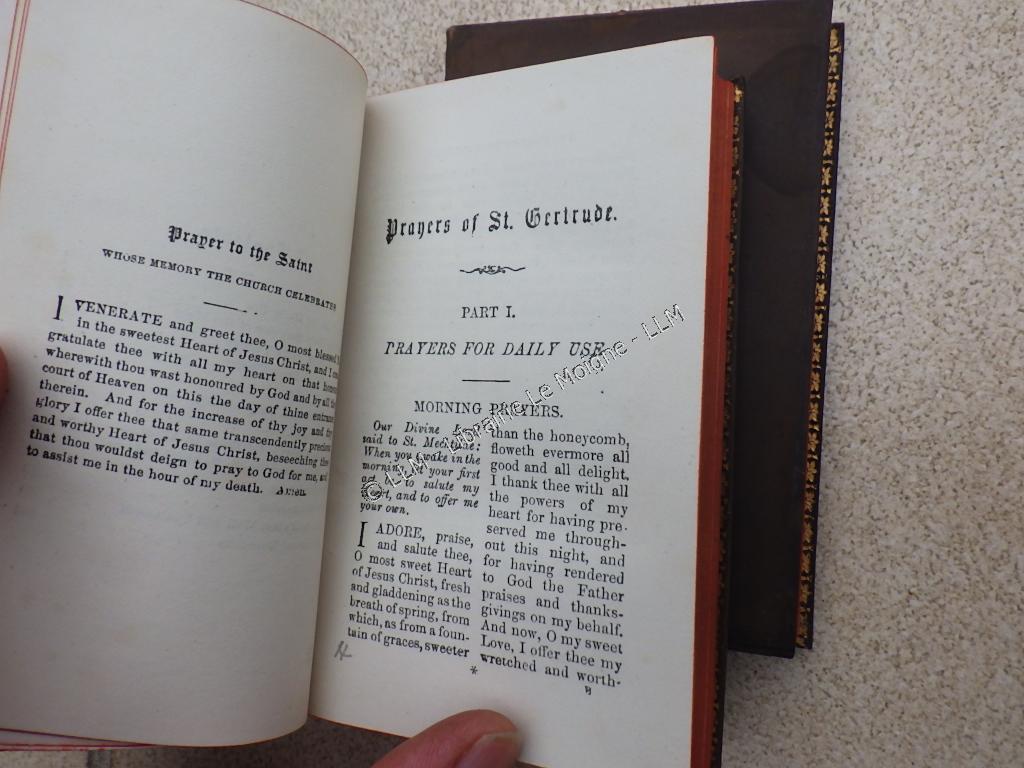 Prayer to the Saint
WHOSE MEMORY THE CHURCH CELEBRATES
I VENERATE and greet thee, O most blessed
in the sweetest Heart of Jesus Christ, and I
gratulate thee with all my heart on that
wherewith thou wast honoured by God and by all the
court of Heaven on this the day of thine
therein. And for the increase of thy joy and
glory I offer thee that same transcendently
and worthy Heart of Jesus Christ, beseeching thee
that thou wouldst deign to pray to God for me, and
to assist me in the hour of my death. Amen.
Prayers of St. Gertrude.
PART I.
PRAYERS FOR DAILY USE.
MORNING PRAYERS.
Our Divine
said to St. Mechtilde:
When you awake in the
morning, let your first
salute my
Heart, and to offer me
your own.
I ADORE, praise,
and salute thee,
O most sweet Heart
of Jesus Christ, fresh
and gladdening as the
breath of spring, from
which, as from a foun-
tain of graces, sweeter
than the honeycomb,
floweth evermore all
good and all delight,
I thank thee with all
the powers of my
heart for having pre-
served me through-
out this night, and
for having rendered
to God the Father
praises and thanks-
givings on my behalf.
And now, O my sweet
Love, I offer thee my
wretched and worth-
*
B
© LLM - Librairie Le Moigne - LLM